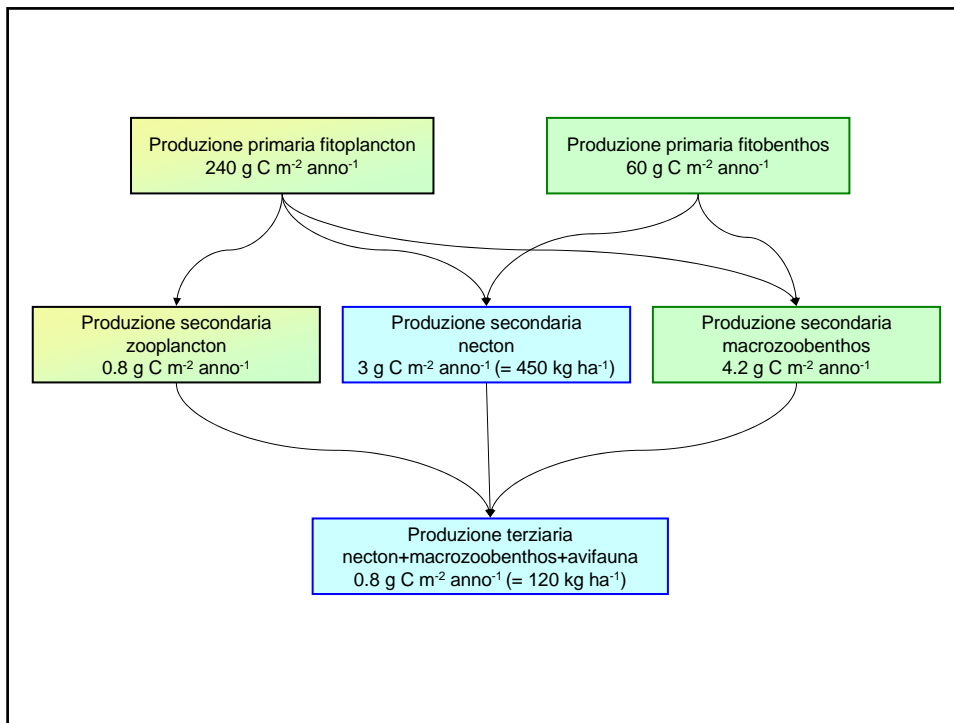 Produzione primaria fitoplancton
240 g C m⁻² anno⁻¹
Produzione primaria fitobenthos
60 g C m⁻² anno⁻¹
Produzione secondaria
zooplancton
0.8 g C m⁻² anno⁻¹
Produzione secondaria
necton
3 g C m⁻² anno⁻¹ (= 450 kg ha⁻¹)
Produzione secondaria
macrozoobenthos
4.2 g C m⁻² anno⁻¹
Produzione terziaria
necton+macrozoobenthos+avifauna
0.8 g C m⁻² anno⁻¹ (= 120 kg ha⁻¹)